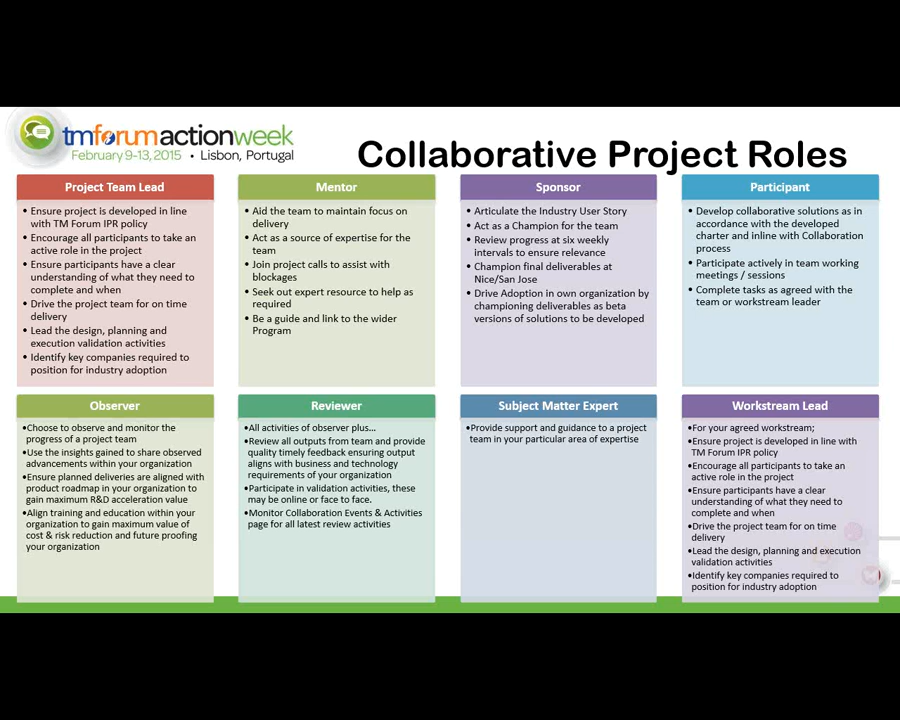 tmforumactionweek
February 9-13, 2015 • Lisbon, Portugal
Collaborative Project Roles
Project Team Lead
• Ensure project is developed in line
with TM Forum IPR policy
• Encourage all participants to take an
active role in the project
• Ensure participants have a clear
understanding of what they need to
complete and when
• Drive the project team for on time
delivery
• Lead the design, planning and
execution validation activities
• Identify key companies required to
position for industry adoption
Mentor
• Aid the team to maintain focus on
delivery
• Act as a source of expertise for the
team
• Join project calls to assist with
blockages
• Seek out expert resource to help as
required
• Be a guide and link to the wider
Program
Sponsor
• Articulate the Industry User Story
• Act as a Champion for the team
• Review progress at six weekly
intervals to ensure relevance
• Champion final deliverables at
Nice/San Jose
• Drive Adoption in own organization by
championing deliverables as beta
versions of solutions to be developed
Participant
• Develop collaborative solutions as in
accordance with the developed
charter and inline with Collaboration
process
• Participate actively in team working
meetings / sessions
• Complete tasks as agreed with the
team or workstream leader
Observer
•Choose to observe and monitor the
progress of a project team
•Use the insights gained to share observed
advancements within your organization
•Ensure planned deliveries are aligned with
product roadmap in your organization to
gain maximum R&D acceleration value
•Align training and education within your
organization to gain maximum value of
cost & risk reduction and future proofing
your organization
Reviewer
•All activities of observer plus...
•Review all outputs from team and provide
quality timely feedback ensuring output
aligns with business and technology
requirements of your organization
•Participate in validation activities, these
may be online or face to face.
•Monitor Collaboration Events & Activities
page for all latest review activities
Subject Matter Expert
•Provide support and guidance to a project
team in your particular area of expertise
Workstream Lead
•For your agreed workstream;
•Ensure project is developed in line with
TM Forum IPR policy
•Encourage all participants to take an
active role in the project
•Ensure participants have a clear
understanding of what they need to
complete and when
•Drive the project team for on time
delivery
•Lead the design, planning and execution
validation activities
•Identify key companies required to
position for industry adoption